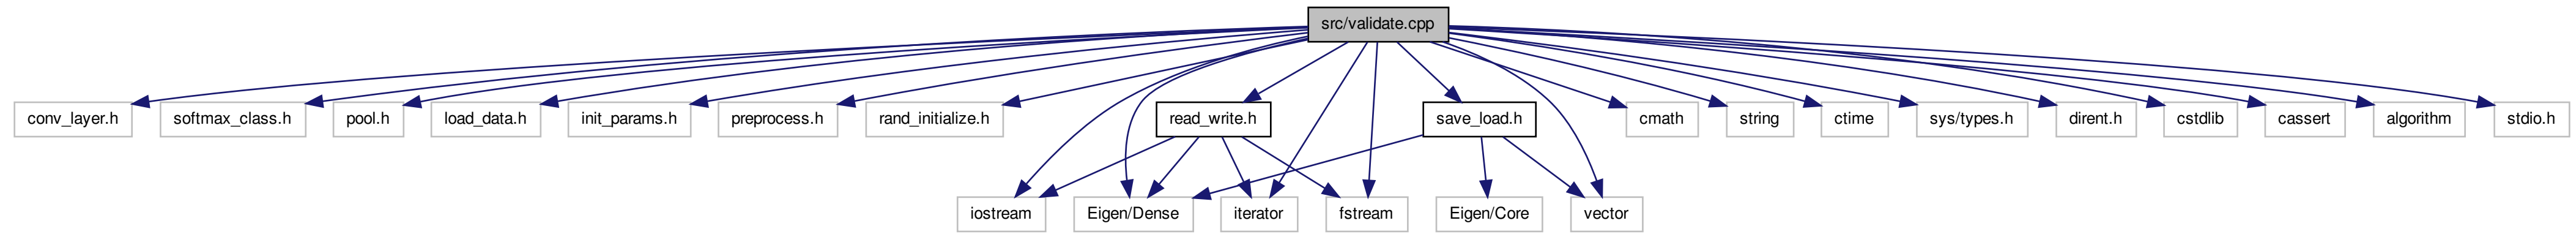 src/validate.cpp
conv_layer.h
softmax_class.h
pool.h
load_data.h
init_params.h
preprocess.h
rand_initialize.h
read_write.h
save_load.h
cmath
string
ctime
sys/types.h
dirent.h
cstdlib
cassert
algorithm
stdio.h
iostream
Eigen/Dense
iterator
fstream
Eigen/Core
vector